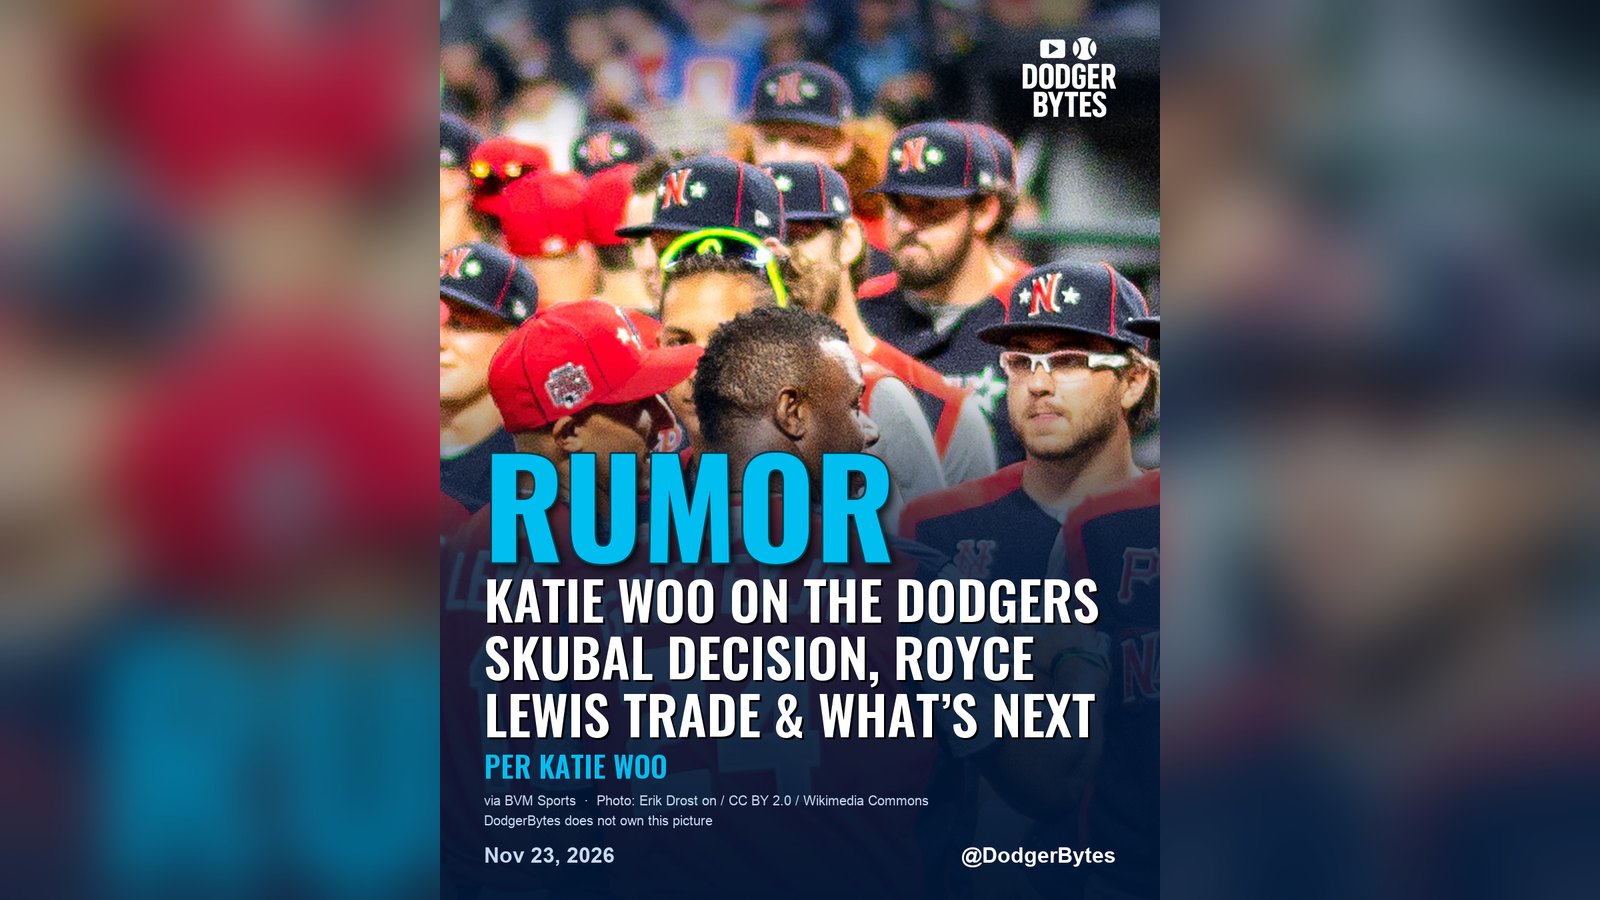 DODGER
BYTES
RUMOR
KATIE WOO ON THE DODGERS
SKUBAL DECISION, ROYCE
LEWIS TRADE & WHAT'S NEXT
PER KATIE WOO
via BVM Sports · Photo: Erik Drost on / CC BY 2.0 / Wikimedia Commons
DodgerBytes does not own this picture
Nov 23, 2026
@DodgerBytes